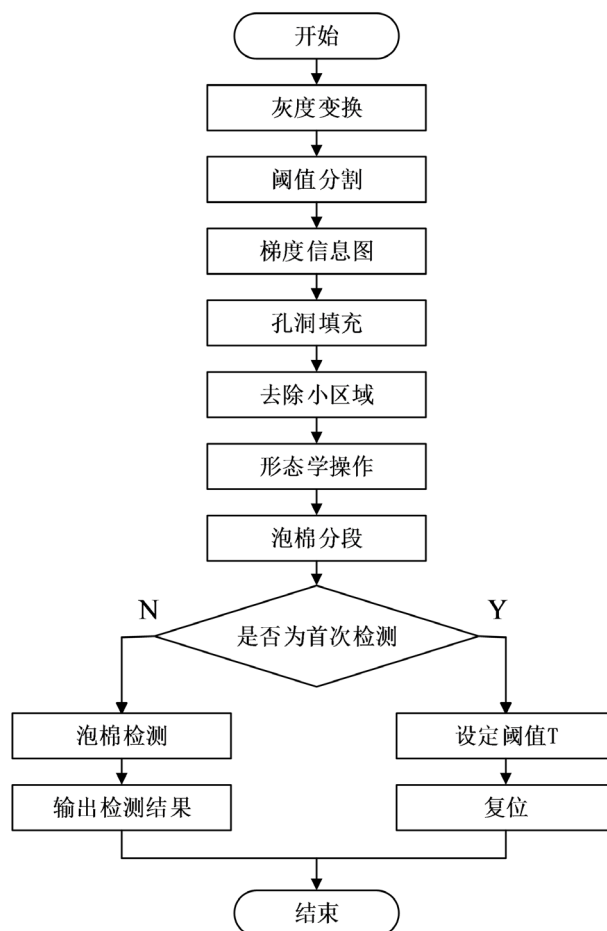 开始
灰度变换
阈值分割
梯度信息图
孔洞填充
去除小区域
形态学操作
泡棉分段
N
Y
是否为首次检测
泡棉检测
设定阈值T
输出检测结果
复位
结束